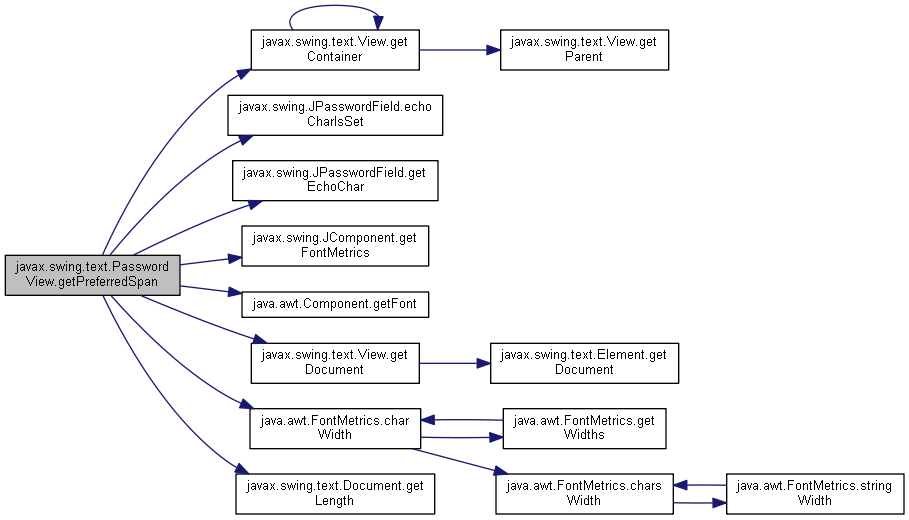 javax.swing.text.View.get
Container
javax.swing.text.View.get
Parent
javax.swing.JPasswordField.echo
CharIsSet
javax.swing.JPasswordField.get
EchoChar
javax.swing.JComponent.get
FontMetrics
javax.swing.text.Password
View.getPreferredSpan
java.awt.Component.getFont
javax.swing.text.View.get
Document
javax.swing.text.Element.get
Document
java.awt.FontMetrics.char
Width
java.awt.FontMetrics.get
Widths
javax.swing.text.Document.get
Length
java.awt.FontMetrics.chars
Width
java.awt.FontMetrics.string
Width